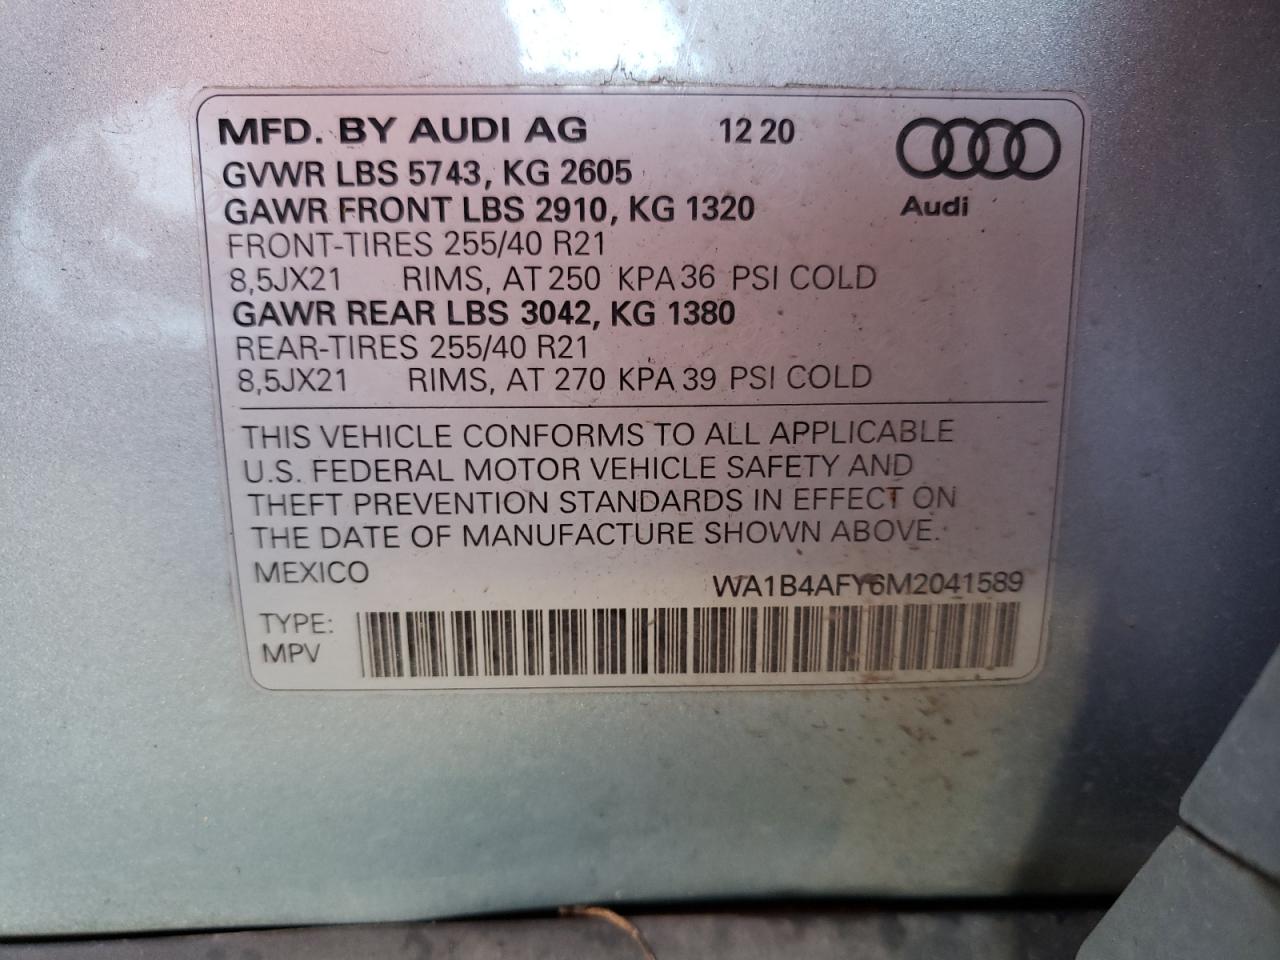 MFD. BY AUDI AG 12 20
GVWR LBS 5743, KG 2605
GAWR FRONT LBS 2910, KG 1320
Audi
FRONT-TIRES 255/40 R21
8,5JX21 RIMS, AT 250 KPA 36 PSI COLD
GAWR REAR LBS 3042, KG 1380
REAR-TIRES 255/40 R21
8,5JX21 RIMS, AT 270 KPA 39 PSI COLD
THIS VEHICLE CONFORMS TO ALL APPLICABLE
U.S. FEDERAL MOTOR VEHICLE SAFETY AND
THEFT PREVENTION STANDARDS IN EFFECT ON
THE DATE OF MANUFACTURE SHOWN ABOVE.
MEXICO WA1B4AFY6M2041589
TYPE:
MPV